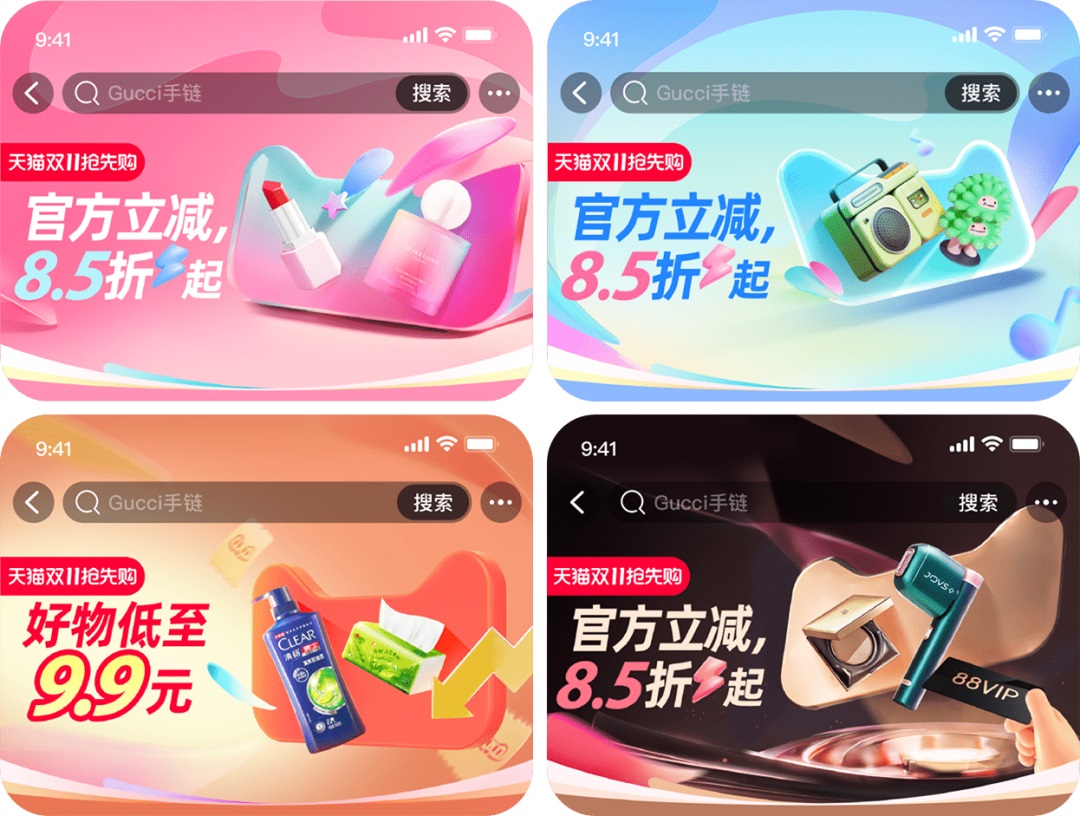 9:41
Gucci手链
搜索
天猫双11抢先购
官方立减,
8.5折起
9:41
Gucci手链
搜索
天猫双11抢先购
官方立减,
8.5折起
9:41
Gucci手链
搜索
天猫双11抢先购
好物低至
9.9元
CLEAR
清扬
9:41
Gucci手链
搜索
天猫双11抢先购
官方立减,
8.5折起
JOVS
88VIP